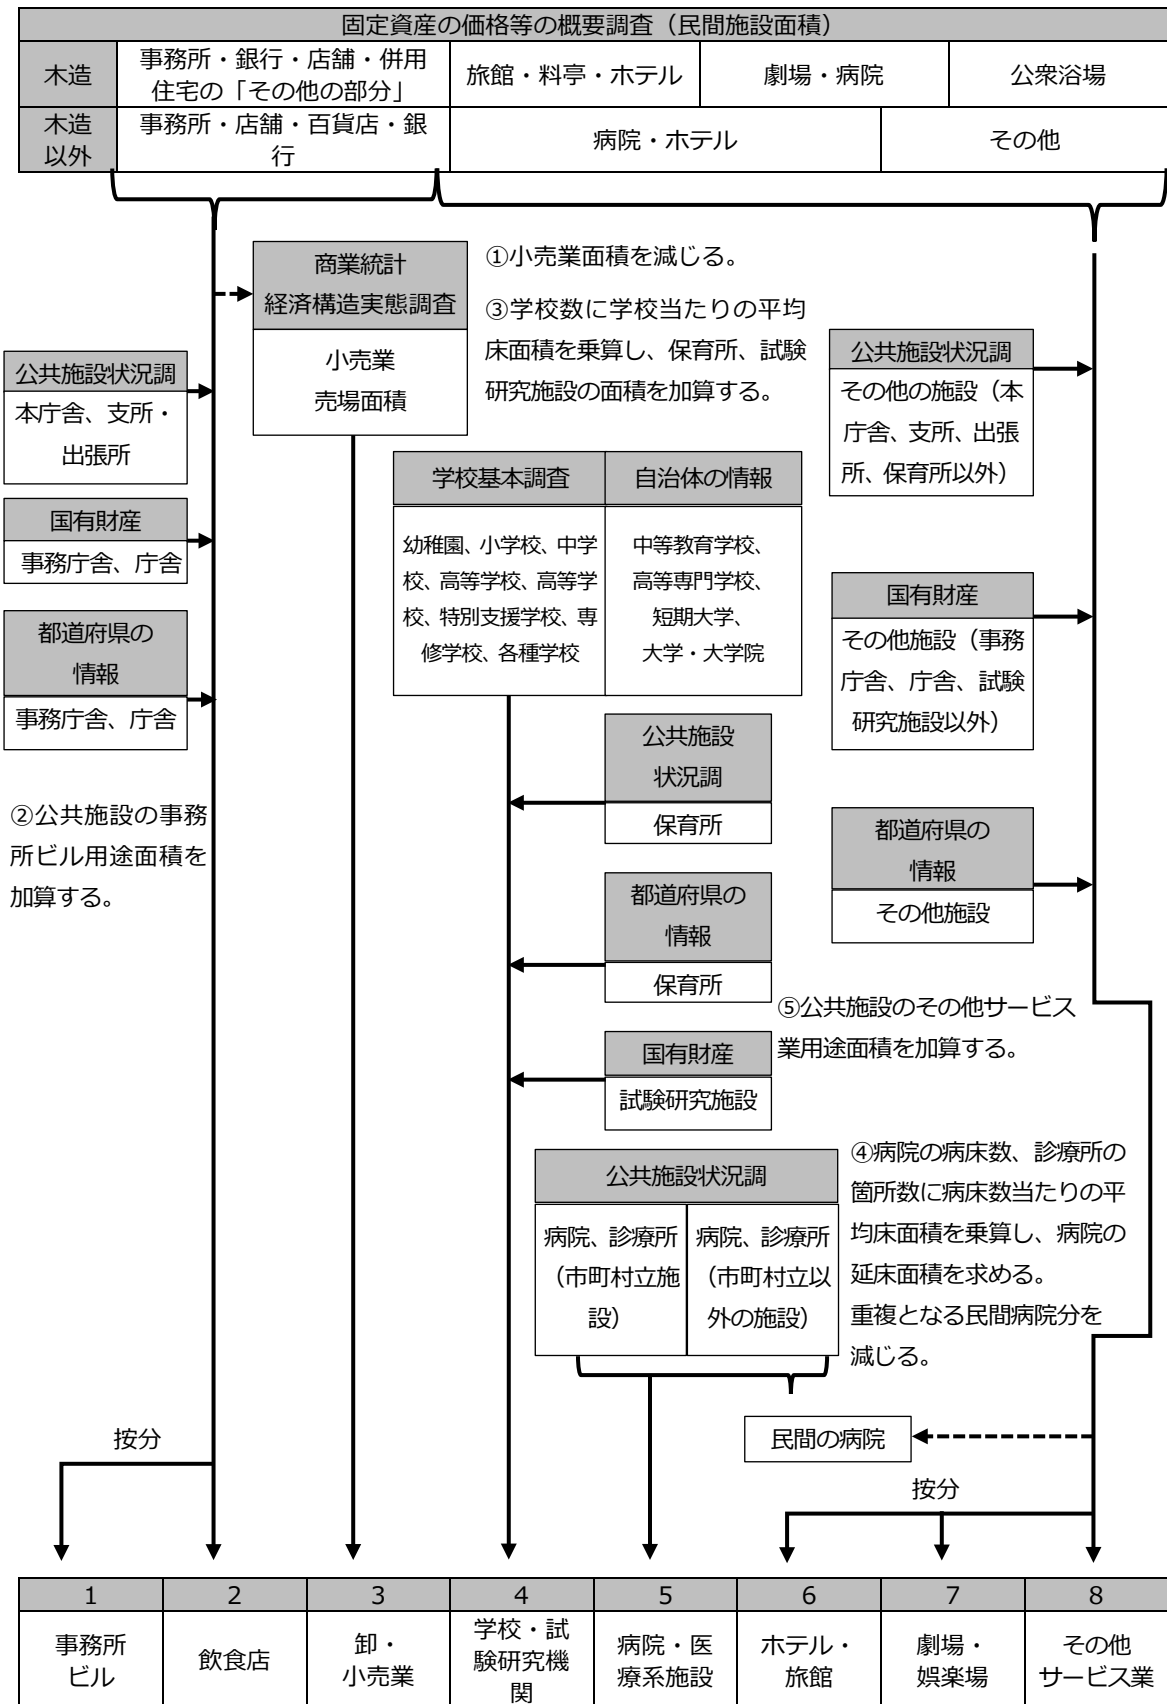 固定資産の価格等の概要調査（民間施設面積）
木造
事務所・銀行・店舗・併用
住宅の「その他の部分」
旅館・料亭・ホテル
劇場・病院
公衆浴場
木造
以外
事務所・店舗・百貨店・銀
行
病院・ホテル
その他
商業統計
経済構造実態調査
小売業
売場面積
①小売業面積を減じる。
③学校数に学校当たりの平均
床面積を乗算し、保育所、試験
研究施設の面積を加算する。
公共施設状況調
本庁舎、支所・
出張所
国有財産
事務庁舎、庁舎
都道府県の
情報
事務庁舎、庁舎
②公共施設の事務
所ビル用途面積を
加算する。
学校基本調査
幼稚園、小学校、中学
校、高等学校、高等学
校、特別支援学校、専
修学校、各種学校
自治体の情報
中等教育学校、
高等専門学校、
短期大学、
大学・大学院
公共施設
状況調
保育所
都道府県の
情報
保育所
国有財産
試験研究施設
公共施設状況調
その他の施設（本
庁舎、支所、出張
所、保育所以外）
国有財産
その他施設（事務
庁舎、庁舎、試験
研究施設以外）
都道府県の
情報
その他施設
⑤公共施設のその他サービス
業用途面積を加算する。
公共施設状況調
病院、診療所
（市町村立施
設）
病院、診療所
（市町村立以
外の施設）
④病院の病床数、診療所の
箇所数に病床数当たりの平
均床面積を乗算し、病院の
延床面積を求める。
重複となる民間病院分を
減じる。
民間の病院
按分
按分
1
2
3
4
5
6
7
8
事務所
ビル
飲食店
卸・
小売業
学校・試
験研究機
関
病院・医
療系施設
ホテル・
旅館
劇場・
娯楽場
その他
サービス業